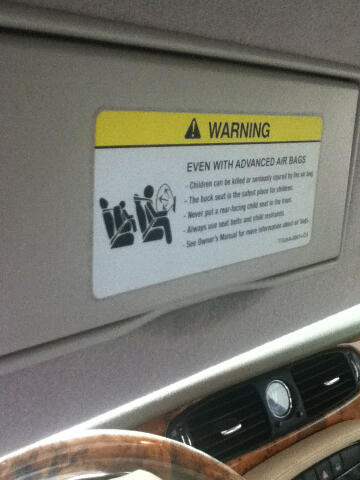 WARNING
EVEN WITH ADVANCED AIR BAGS
- Children can be killed or seriously injured by the air bag.
- The back seat is the safest place for children.
- Never put a rear-facing child seat in the front.
- Always use seat belts and child restraints.
- See Owner's Manual for more information about air bags.